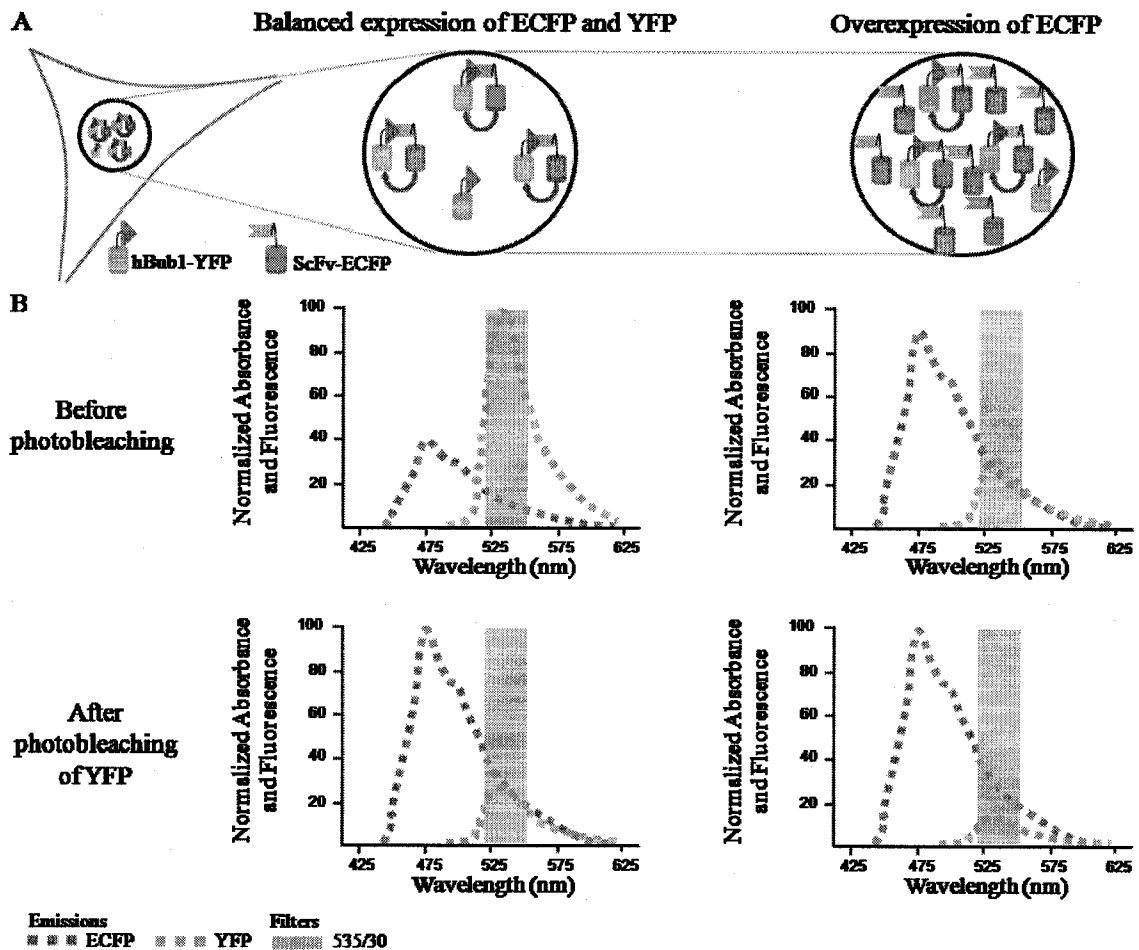 A
Balanced expression of ECFP and YFP
Overexpression of ECFP
hBub1-YFP
ScFv-ECFP
B
Before
photobleaching
Normalized Absorbance
and Fluorescence
100
80
60
40
20
425 475 525 575 625
Wavelength (nm)
Normalized Absorbance
and Fluorescence
100
80
60
40
20
425 475 525 575 625
Wavelength (nm)
After
photobleaching
of YFP
Normalized Absorbance
and Fluorescence
100
80
60
40
20
425 475 525 575 625
Wavelength (nm)
Normalized Absorbance
and Fluorescence
100
80
60
40
20
425 475 525 575 625
Wavelength (nm)
Emissions
ECFP YFP
Filters
535/30